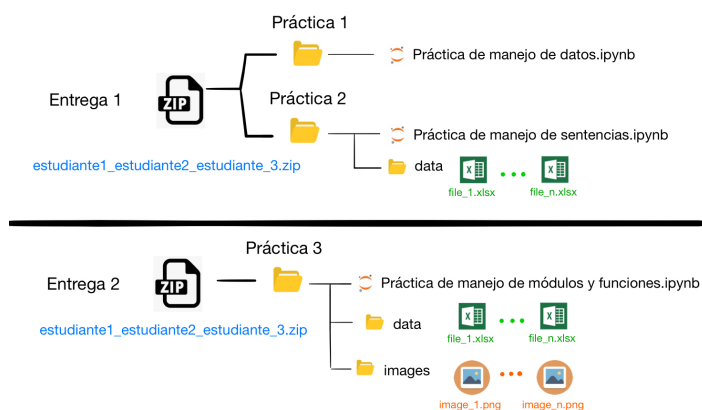 Práctica 1
Práctica de manejo de datos.ipynb
Entrega 1
ZIP
Práctica 2
Práctica de manejo de sentencias.ipynb
estudiante1_estudiante2_estudiante_3.zip
data
X
X
file_1.xlsx
file_n.xlsx
Práctica 3
Entrega 2
ZIP
Práctica de manejo de módulos y funciones.ipynb
estudiante1_estudiante2_estudiante_3.zip
data
X
X
file_1.xlsx
file_n.xlsx
images
image_1.png
image_n.png